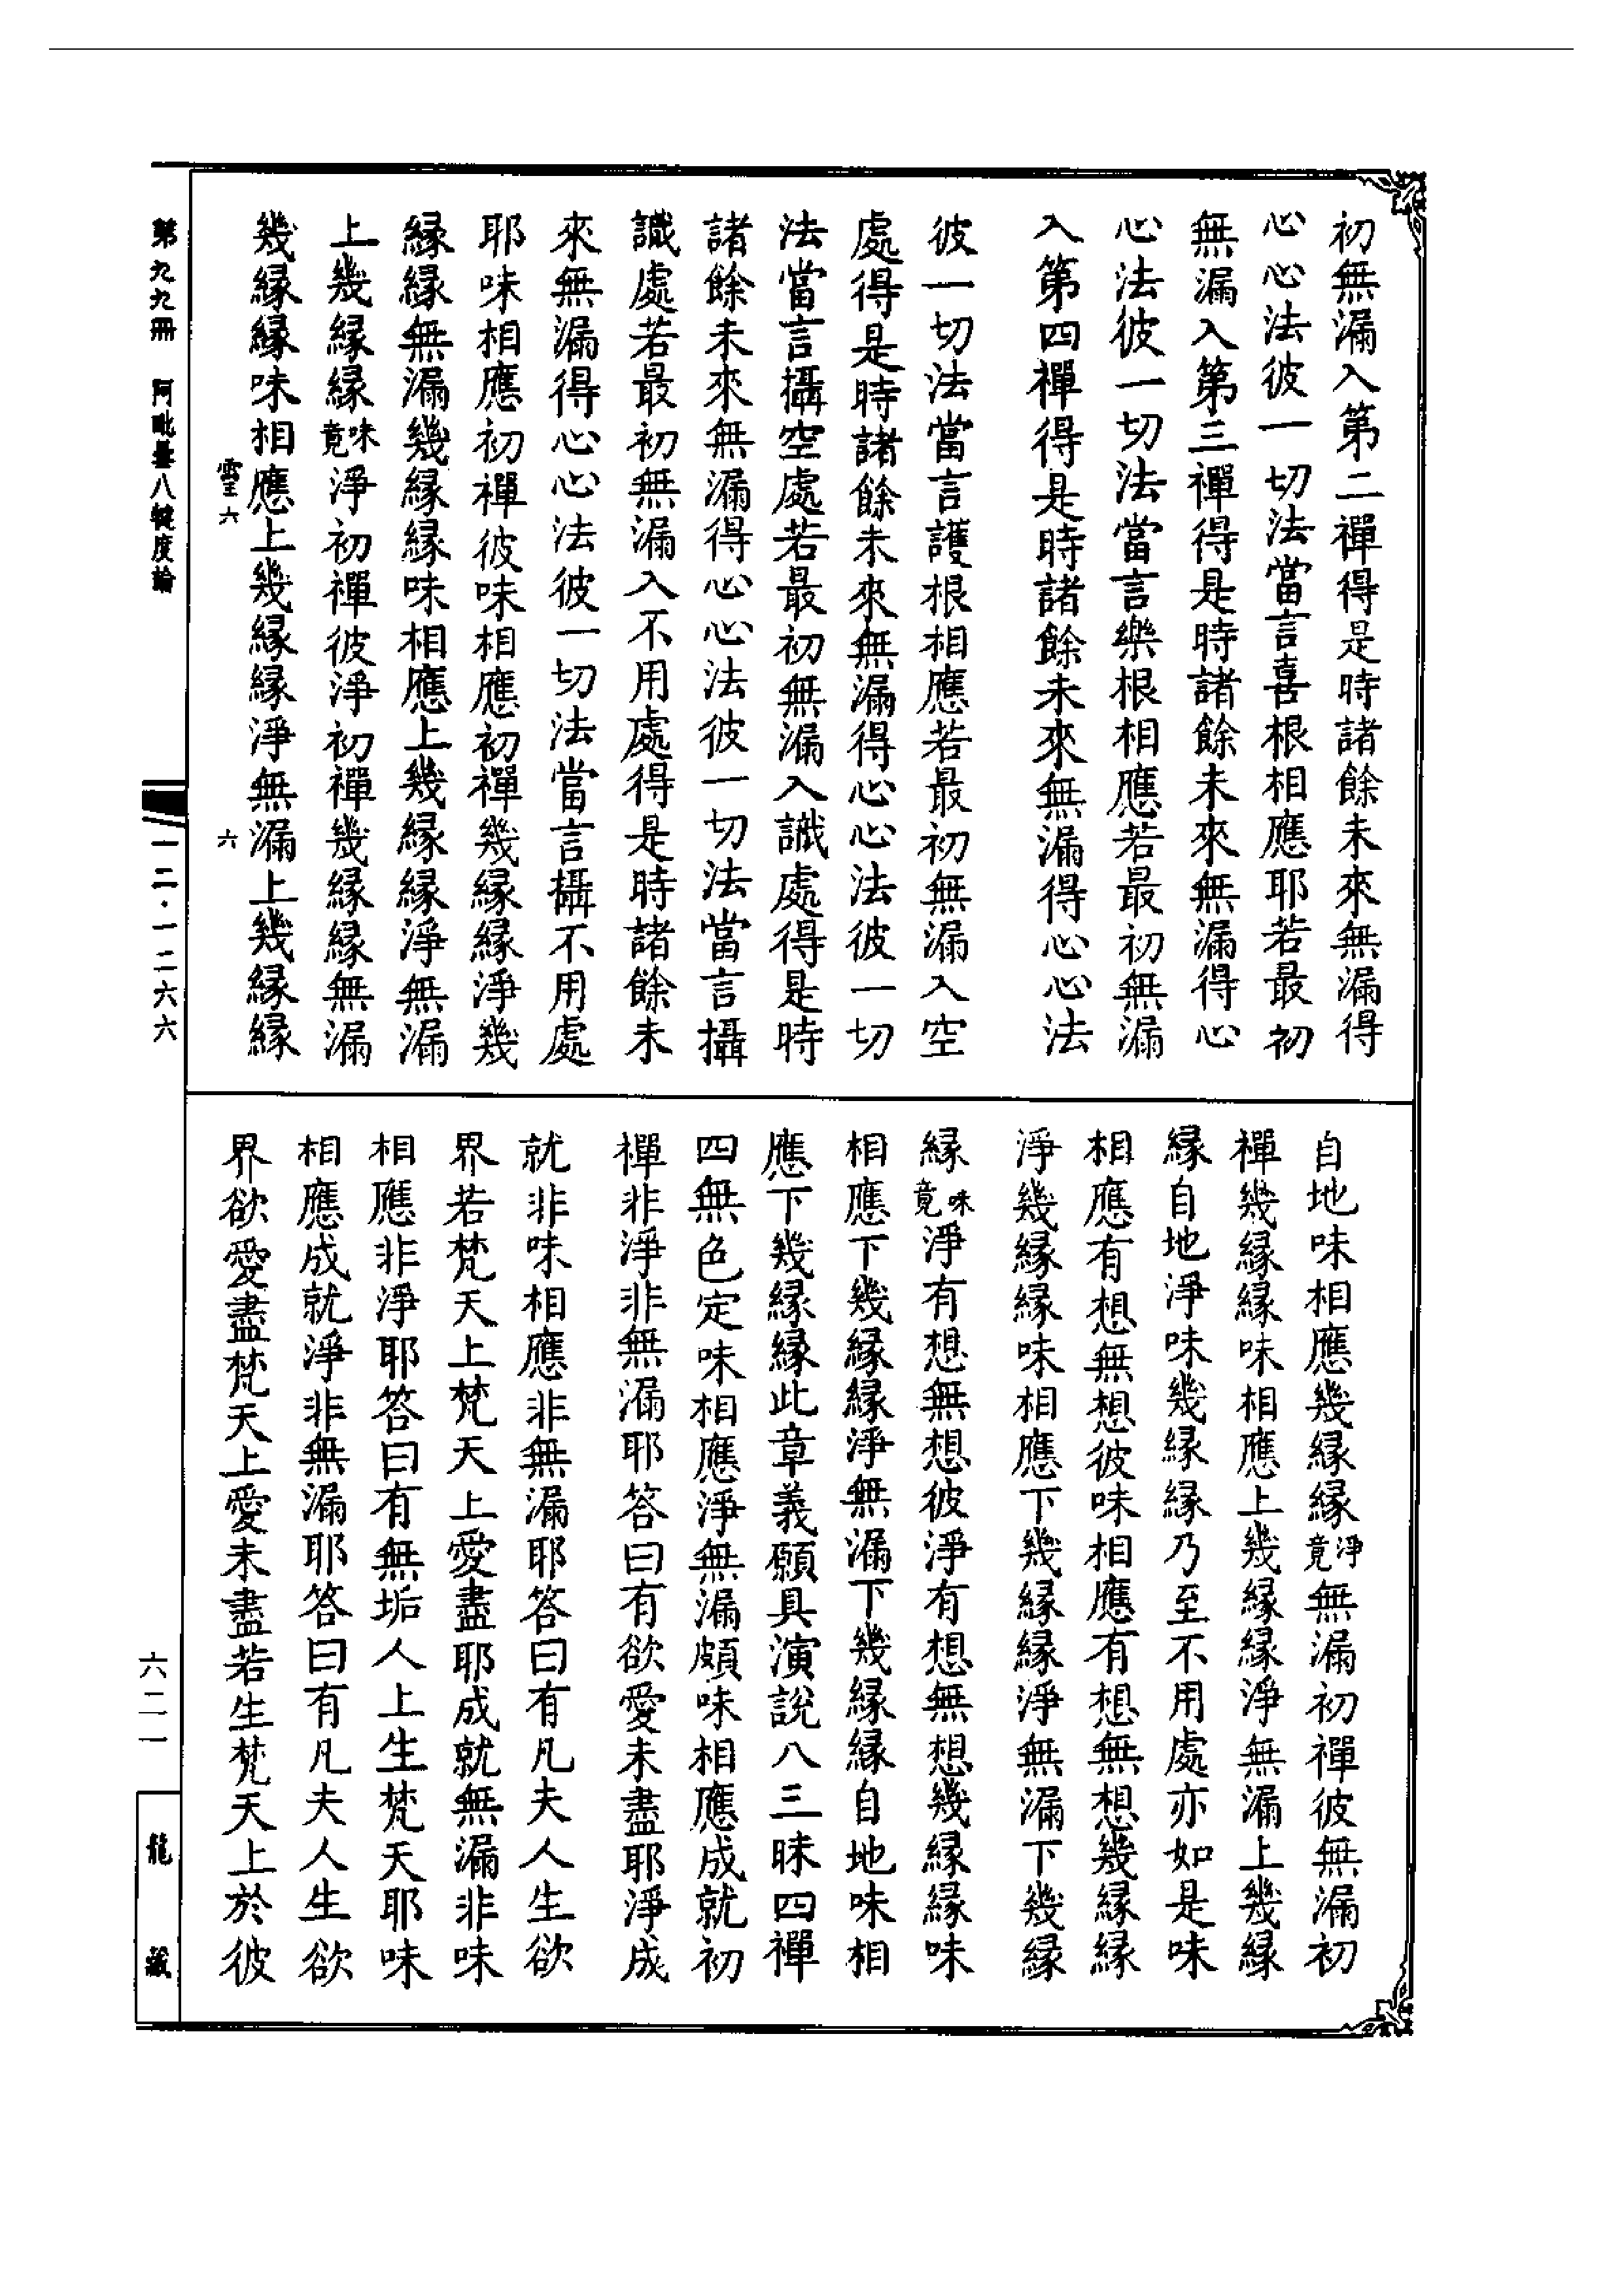 初無漏入第二禪得是時諸餘未來無漏得
心心法彼一切法當言喜根相應耶若最初
無漏入第三禪得是時諸餘未來無漏得心
心法彼一切法當言樂根相應若最初無漏
入第四禪得是時諸餘未來無漏得心心法
彼一切法當言護根相應若最初無漏入空
處得是時諸餘未來無漏得心心法彼一切
法當言攝空處若最初無漏入識處得是時
諸餘未來無漏得心心法彼一切法當言攝
識處若最初無漏入不用處得是時諸餘未
來無漏得心心法彼一切法當言攝不用處
耶味相應初禪彼味相應初禪幾緣緣淨幾
緣緣無漏幾緣緣味相應上幾緣緣淨無漏
上幾緣緣味竟淨初禪彼淨初禪幾緣緣無漏
幾緣緣味相應上幾緣緣淨無漏上幾緣緣
自地味相應幾緣緣淨竟無漏初禪彼無漏初
禪幾緣緣味相應上幾緣緣淨無漏上幾緣
緣自地淨味幾緣緣乃至不用處亦如是味
相應有想無想彼味相應有想無想幾緣緣
淨幾緣緣味相應下幾緣緣淨無漏下幾緣
緣味竟淨有想無想彼淨有想無想幾緣緣味
相應下幾緣緣淨無漏下幾緣緣自地味相
應下幾緣緣此章義願具演說八三昧四禪
四無色定味相應淨無漏頗味相應成就初
禪非淨非無漏耶答曰有欲愛未盡耶淨成
就非味相應非無漏耶答曰有凡夫人生欲
界若梵天上梵天上愛盡耶成就無漏非味
相應非淨耶答曰有無垢人上生梵天耶味
相應成就淨非無漏耶答曰有凡夫人生欲
界欲愛盡梵天上愛未盡若生梵天上於彼
第九九冊 阿毗曇八犍度論
雲六 六
一二·一二六六
六二一
龍藏